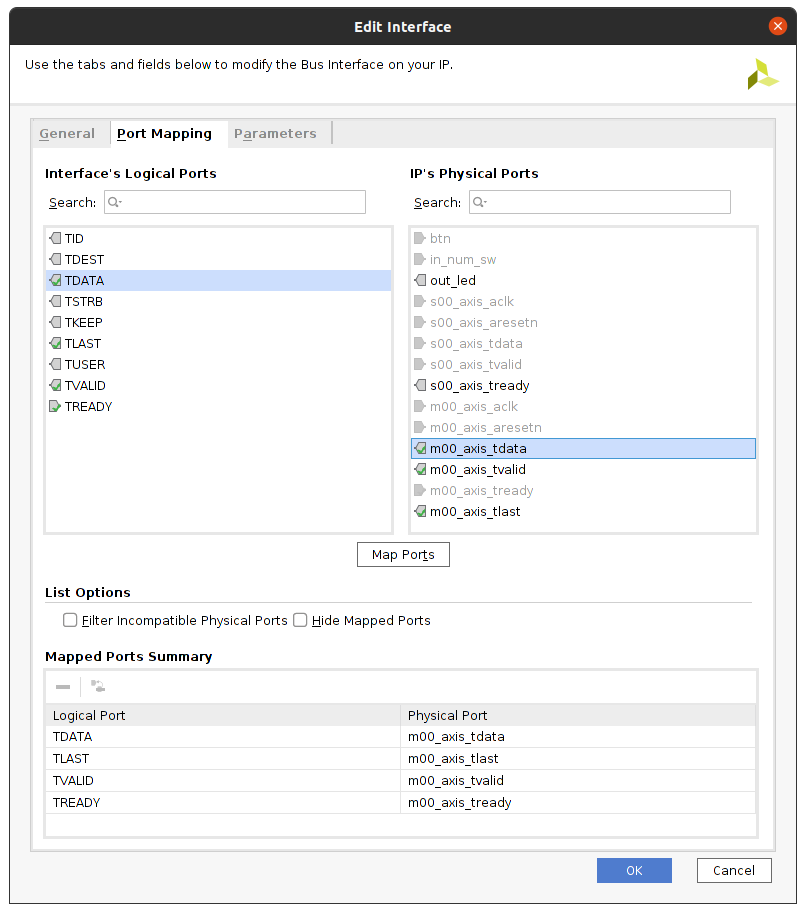 Edit Interface
Use the tabs and fields below to modify the Bus Interface on your IP.
General Port Mapping Parameters
Interface's Logical Ports
Search:
TID
TDEST
TDATA
TSTRB
TKEEP
TLAST
TUSER
TVALID
TREADY
IP's Physical Ports
Search:
btn
in_num_sw
out_led
s00_axis_aclk
s00_axis_aresetn
s00_axis_tdata
s00_axis_tvalid
s00_axis_tready
m00_axis_aclk
m00_axis_aresetn
m00_axis_tdata
m00_axis_tvalid
m00_axis_tready
m00_axis_tlast
Map Ports
List Options
Filter Incompatible Physical Ports Hide Mapped Ports
Mapped Ports Summary
Logical Port Physical Port
TDATA m00_axis_tdata
TLAST m00_axis_tlast
TVALID m00_axis_tvalid
TREADY m00_axis_tready
OK Cancel